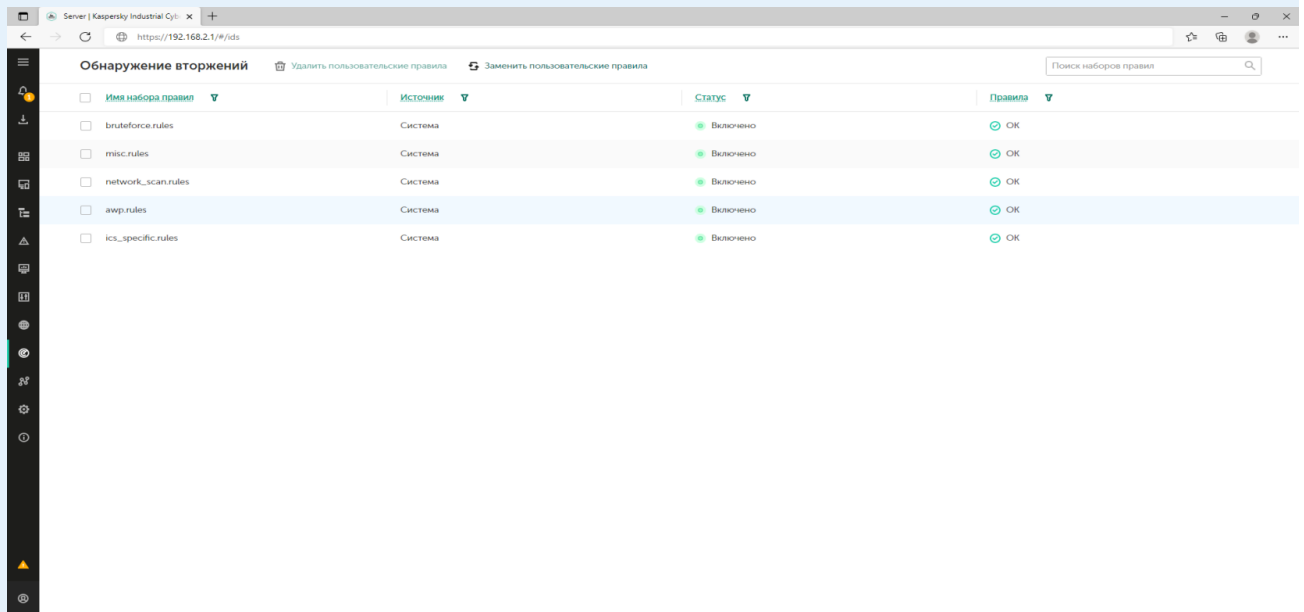 Server | Kaspersky Industrial Cyb
https://192.168.2.1/#/ids
Обнаружение вторжений Удалить пользовательские правила Заменить пользовательские правила Поиск наборов правил
Имя набора правил Источник Статус Правила
bruteforce.rules Система Включено OK
misc.rules Система Включено OK
network_scan.rules Система Включено OK
awp.rules Система Включено OK
ics_specific.rules Система Включено OK